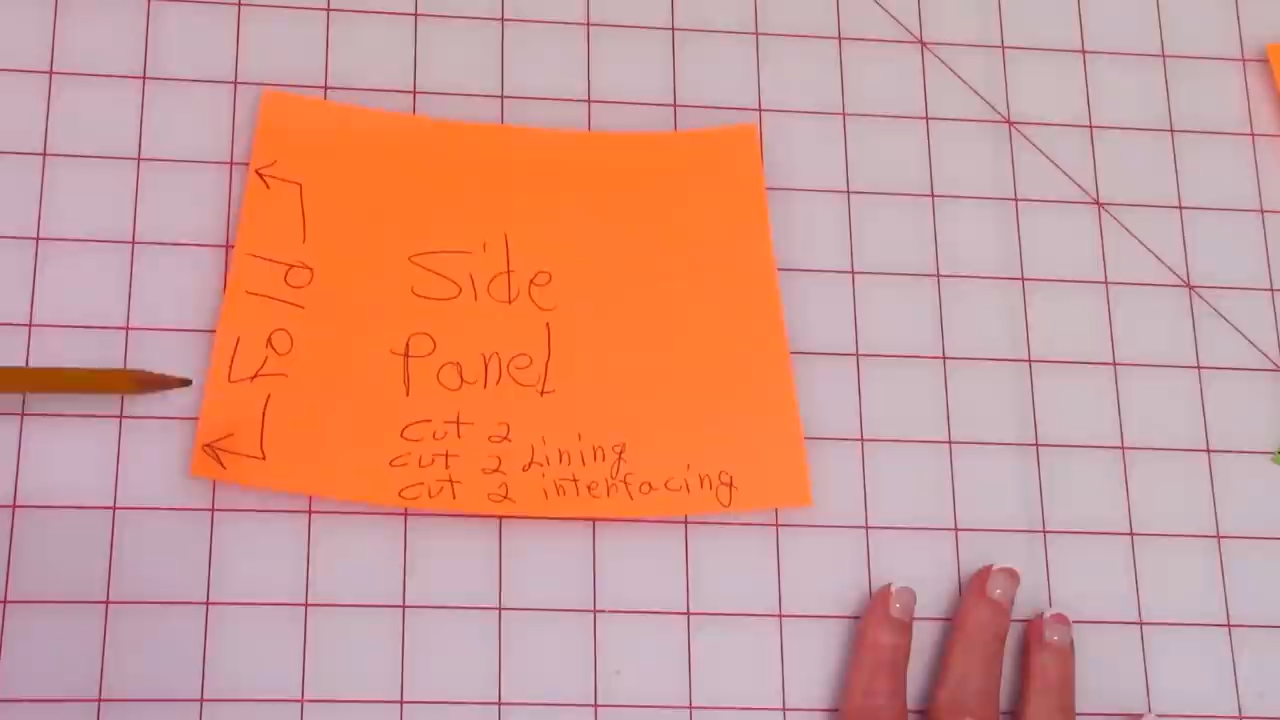 Fold
Side
Panel
cut 2
cut 2 Lining
cut 2 interfacing